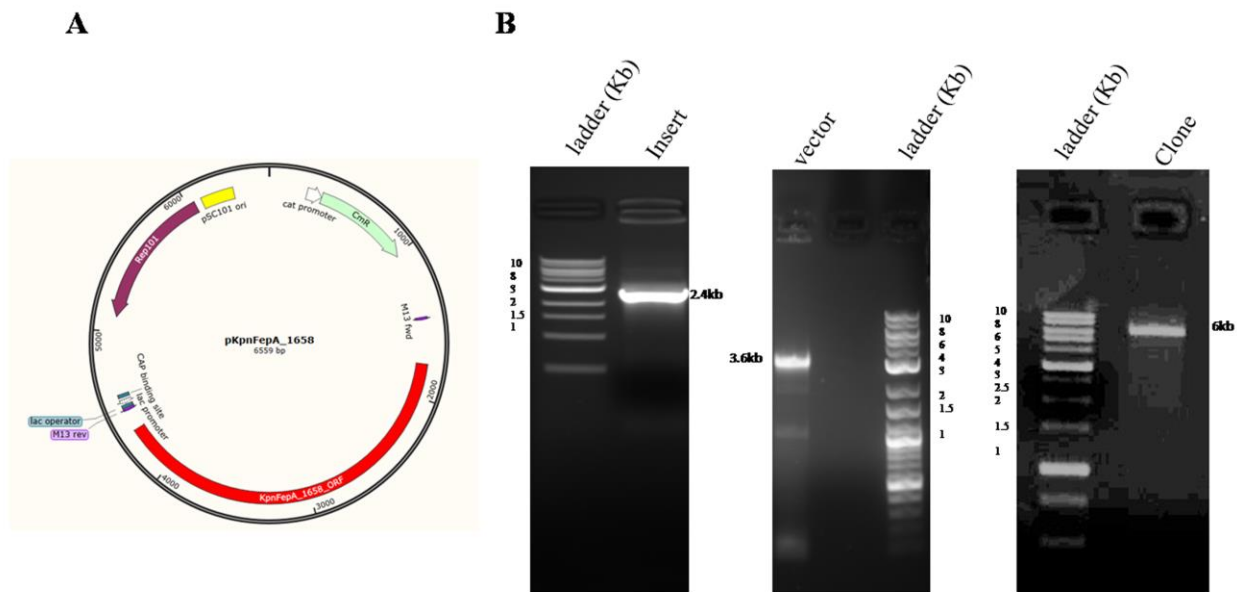 A
B
cat promoter
CmR
1000
M13 fwd
2000
KpnFepA_1658_ORF
3000
4000
M13 rev
lac operator
lac promoter
CAP binding site
5000
Rep101
6000
pSC101 ori
pKpnFepA_1658
6559 bp
ladder (Kb)
Insert
10
8
5
2
1.5
1
2.4kb
vector
ladder (Kb)
3.6kb
10
8
6
4
3
2
1.5
1
ladder (Kb)
Clone
10
8
6
5
4
3
2.5
2
1.5
1
6kb